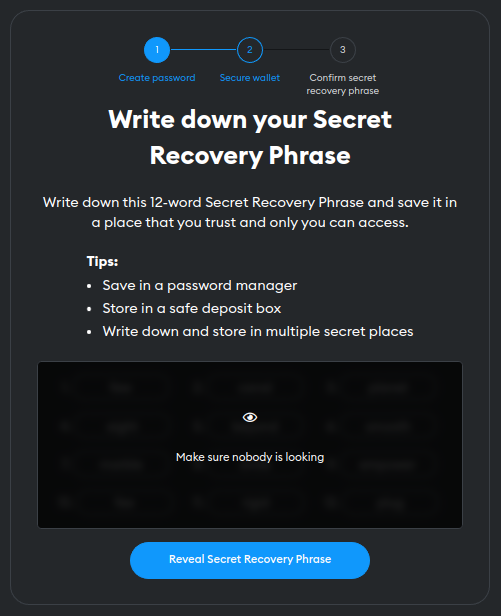 1
2
3
Create password
Secure wallet
Confirm secret
recovery phrase
Write down your Secret
Recovery Phrase
Write down this 12-word Secret Recovery Phrase and save it in
a place that you trust and only you can access.
Tips:
• Save in a password manager
• Store in a safe deposit box
• Write down and store in multiple secret places
Make sure nobody is looking
Reveal Secret Recovery Phrase